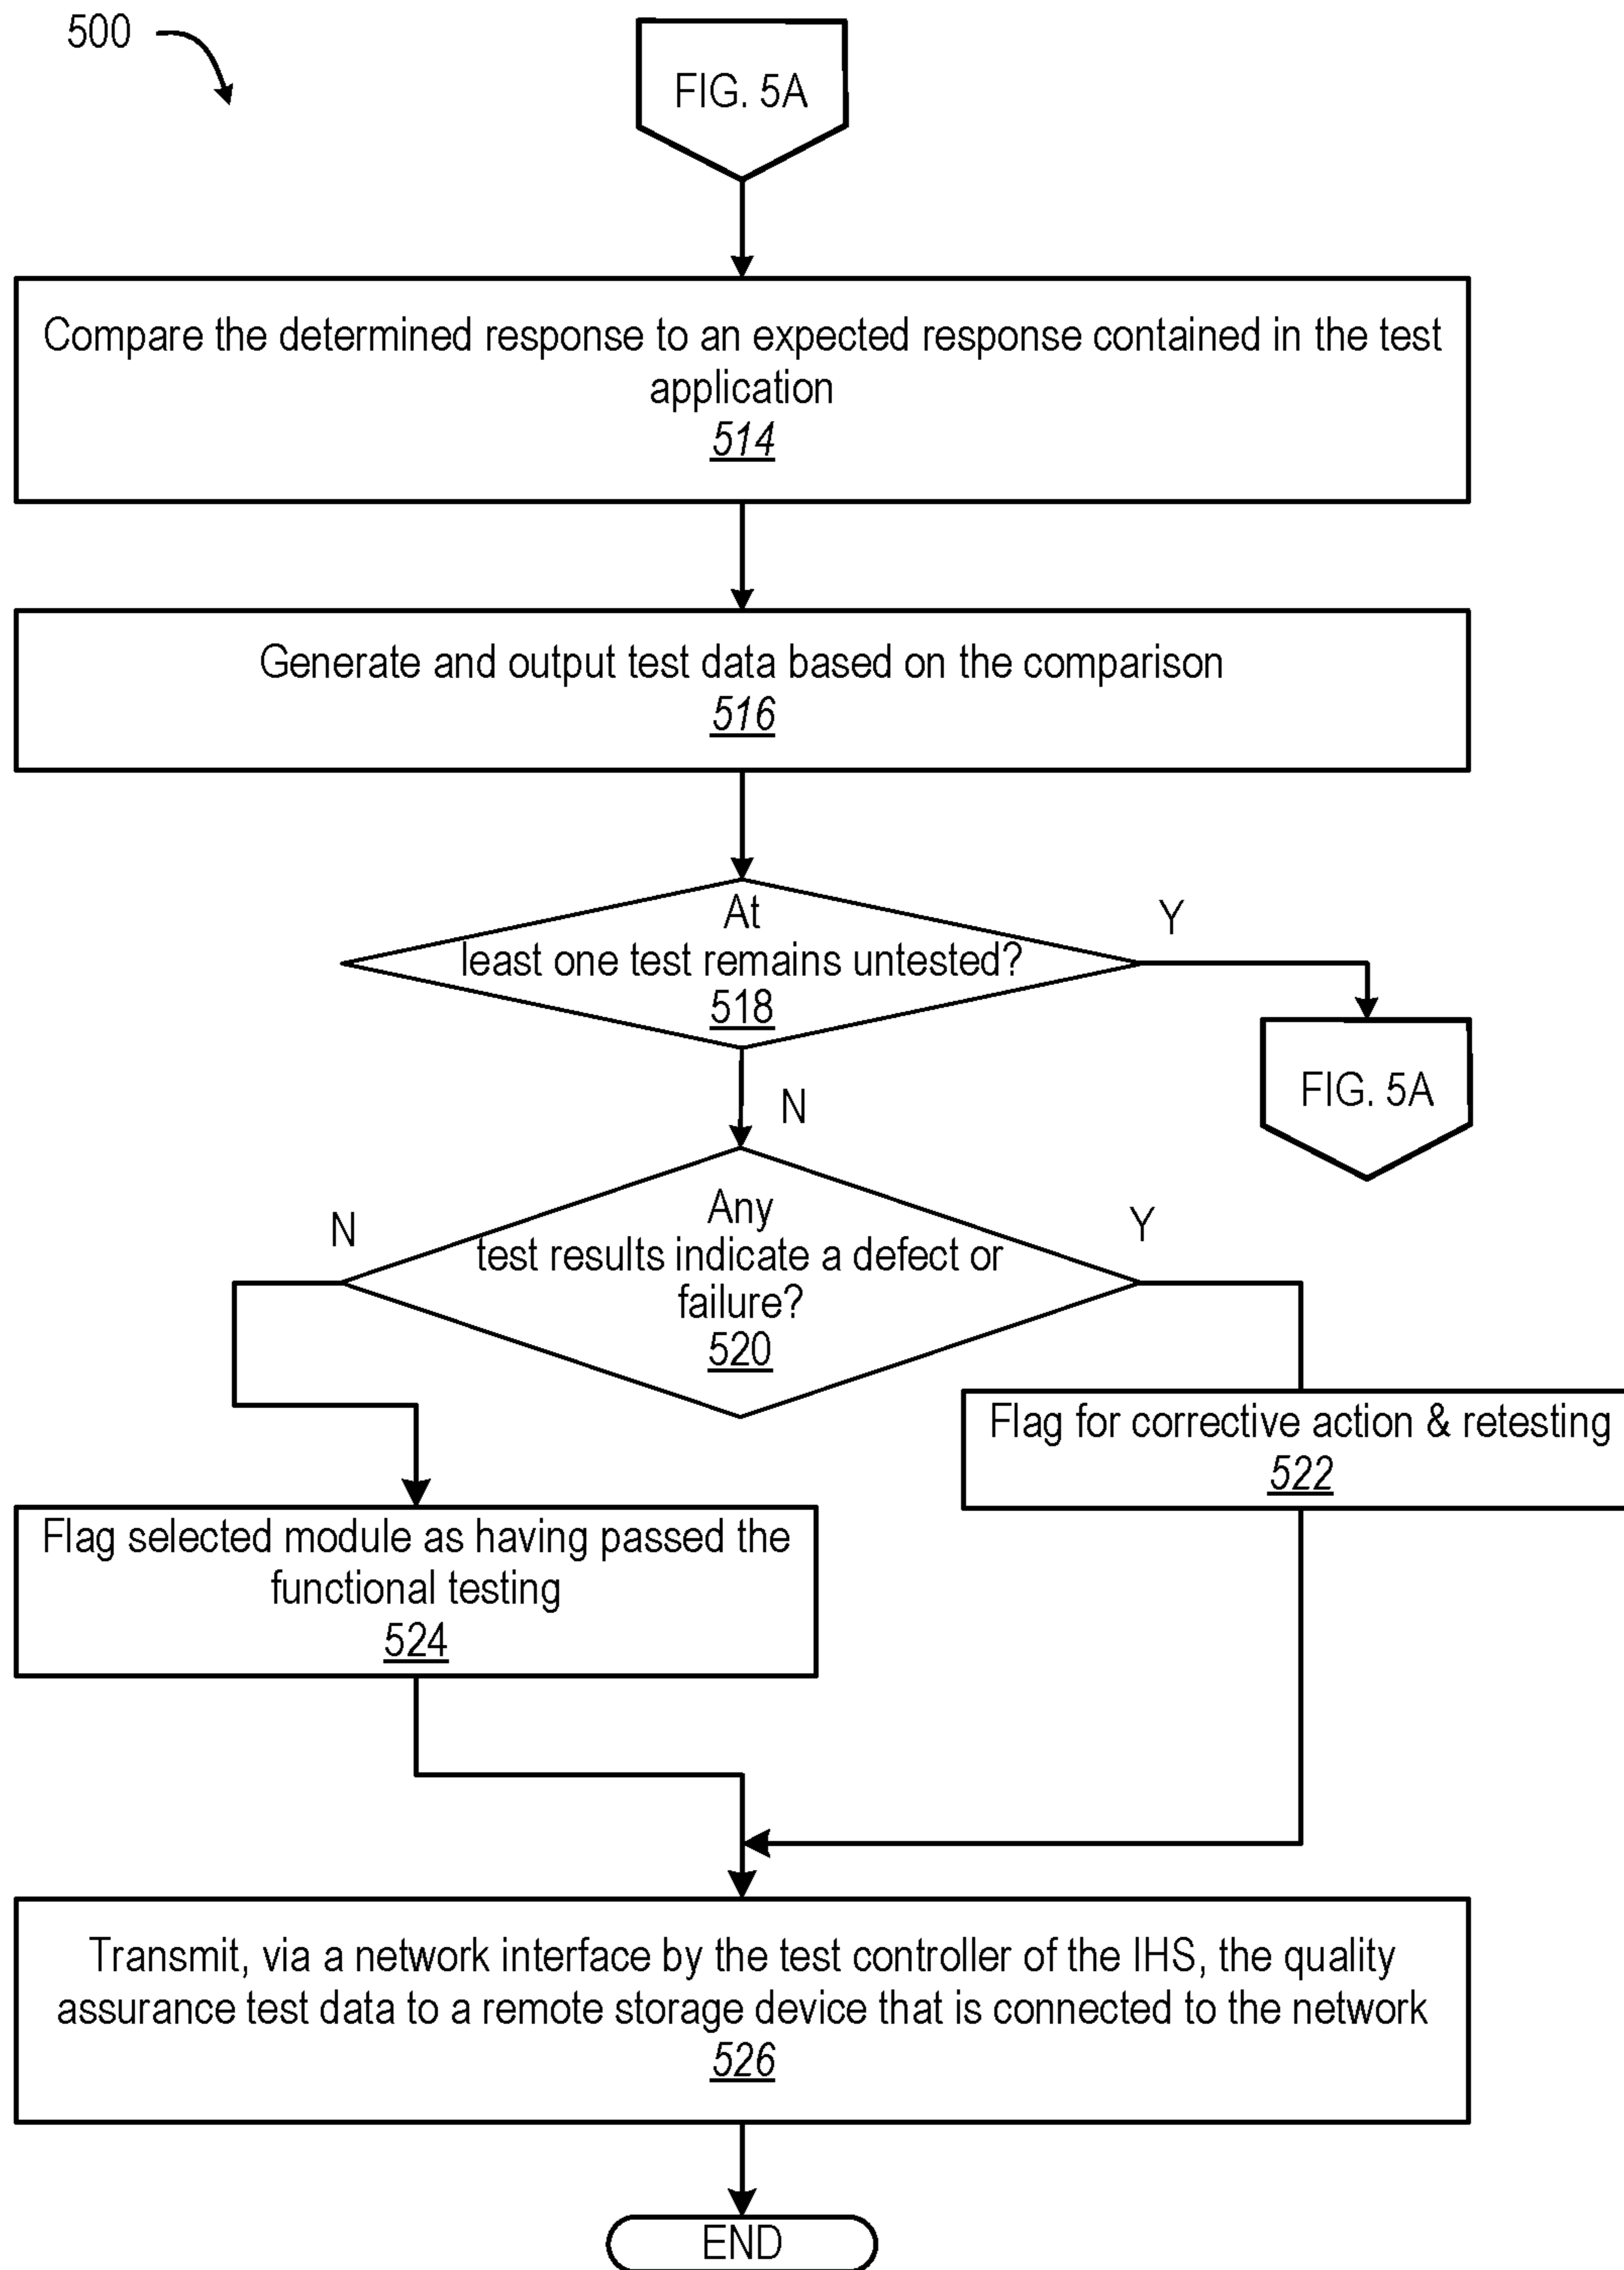 500
FIG. 5A
Compare the determined response to an expected response contained in the test
application
514
Generate and output test data based on the comparison
516
At
least one test remains untested?
518
Y
FIG. 5A
N
Any
test results indicate a defect or
failure?
520
N
Y
Flag for corrective action & retesting
522
Flag selected module as having passed the
functional testing
524
Transmit, via a network interface by the test controller of the IHS, the quality
assurance test data to a remote storage device that is connected to the network
526
END